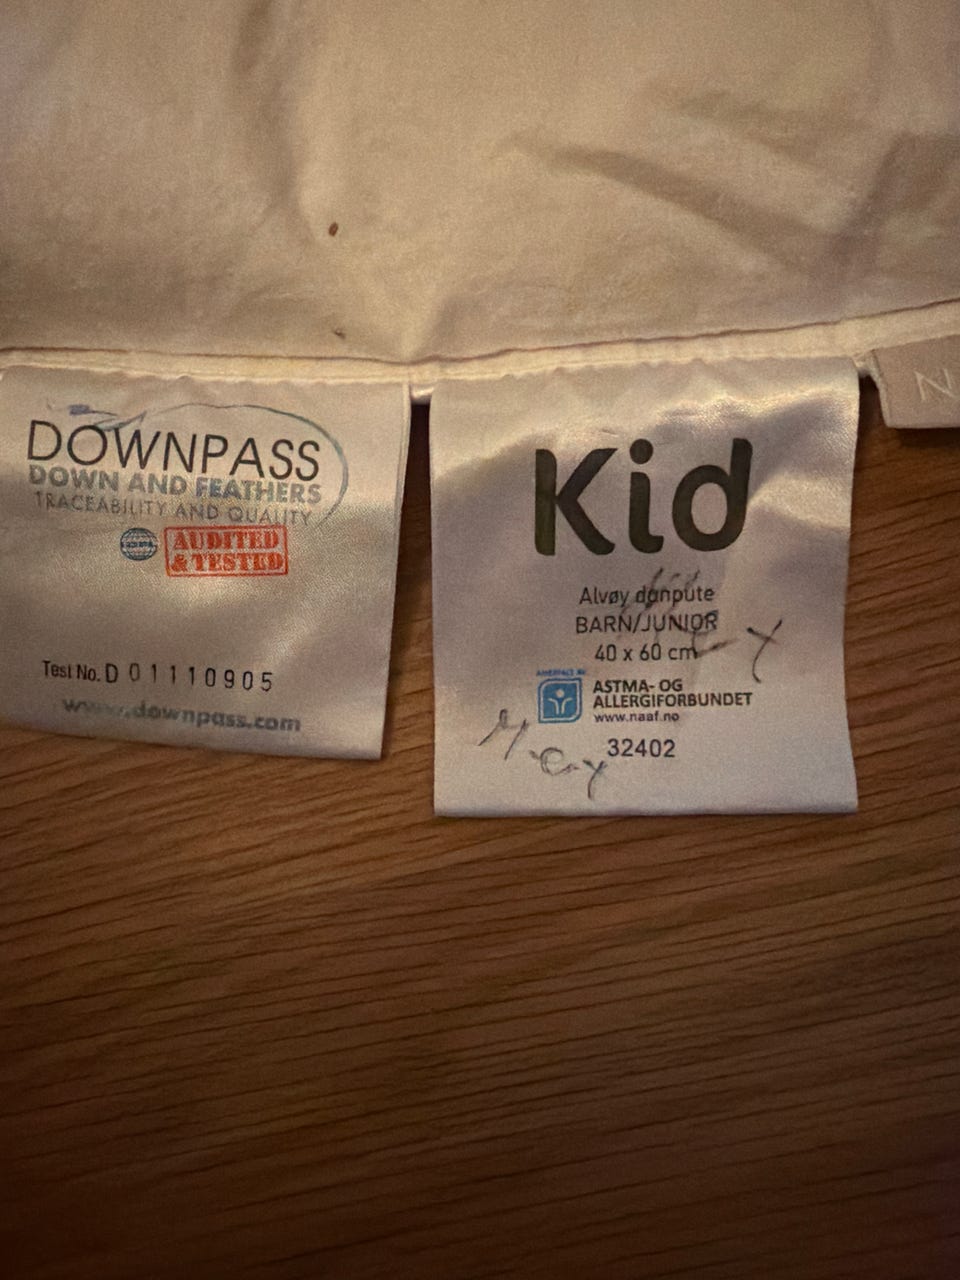 DOWNPASS
DOWN AND FEATHERS
TRACEABILITY AND QUALITY
AUDITED
& TESTED
Test No. D 01110905
www.downpass.com
Kid
Alvøy dunpute
BARN/JUNIOR
40 x 60 cm
ASTMA- OG
ALLERGIFORBUNDET
www.naaf.no
32402
N